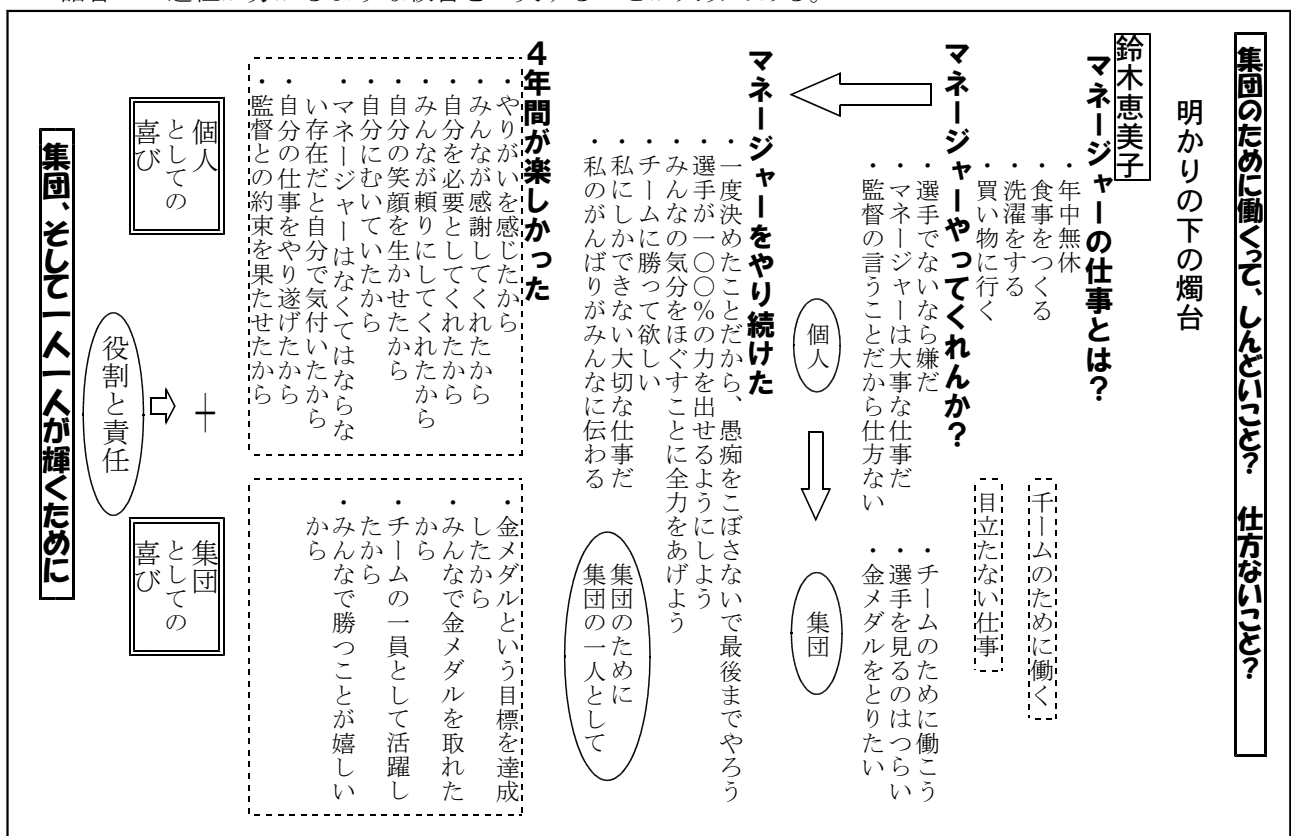 集団のために働くって、しんどいこと？　仕方ないこと？
明かりの下の燭台
鈴木恵美子
マネージャーの仕事とは？
・年中無休
・食事をつくる
・洗濯をする
・買い物に行く
千ームのために働く
目立たない仕事
マネージャーやってくれんか？
・選手でないなら嫌だ
・マネージャーは大事な仕事だ
・監督の言うことだから仕方ない
・チームのために働こう
・選手を見るのはつらい
・金メダルをとりたい
個人
集団
マネージャーをやり続けた
・一度決めたことだから、愚痴をこぼさないで最後までやろう
・選手が一〇〇％の力を出せるようにしよう
・みんなの気分をほぐすことに全力をあげよう
・チームに勝って欲しい
・私にしかできない大切な仕事だ
・私のがんばりがみんなに伝わる
集団のために
集団の一人として
４年間が楽しかった
・やりがいを感じたから
・みんなが感謝してくれたから
・自分を必要としてくれたから
・みんなが頼りにしてくれたから
・自分の笑顔を生かせたから
・自分にむいていたから
・マネージャーはなくてはならな
い存在だと自分で気付いたから
・自分の仕事をやり遂げたから
・監督との約束を果たせたから
・金メダルという目標を達成
したから
・みんなで金メダルを取れた
から
・チームの一員として活躍し
たから
・みんなで勝つことが嬉しい
から
個人
としての
喜び
＋
集団
としての
喜び
役割と責任
集団、そして一人一人が輝くために